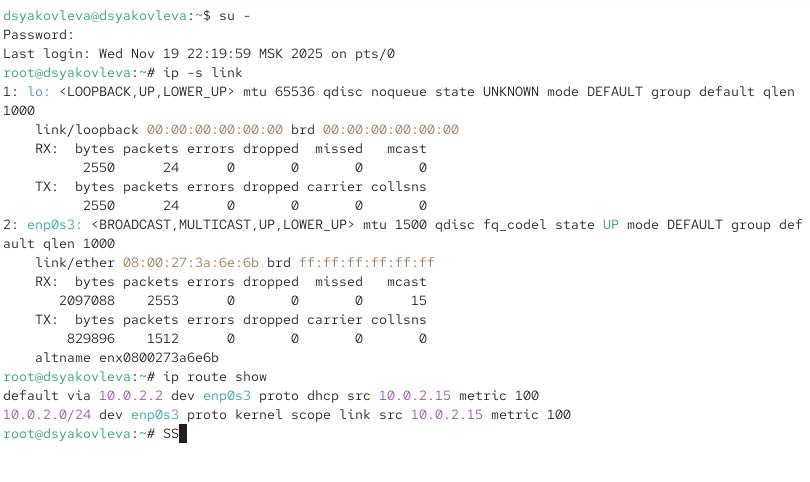 dsyakovleva@dsyakovleva:~$ su -
Password:
Last login: Wed Nov 19 22:19:59 MSK 2025 on pts/0
root@dsyakovleva:~# ip -s link
1: lo: <LOOPBACK,UP,LOWER_UP> mtu 65536 qdisc noqueue state UNKNOWN mode DEFAULT group default qlen
1000
    link/loopback 00:00:00:00:00:00 brd 00:00:00:00:00:00
    RX:  bytes packets errors dropped  missed   mcast
          2550      24      0       0       0       0
    TX:  bytes packets errors dropped carrier collsns
          2550      24      0       0       0       0
2: enp0s3: <BROADCAST,MULTICAST,UP,LOWER_UP> mtu 1500 qdisc fq_codel state UP mode DEFAULT group def
ault qlen 1000
    link/ether 08:00:27:3a:6e:6b brd ff:ff:ff:ff:ff:ff
    RX:  bytes packets errors dropped  missed   mcast
       2097088    2553      0       0       0      15
    TX:  bytes packets errors dropped carrier collsns
        829896    1512      0       0       0       0
    altname enx0800273a6e6b
root@dsyakovleva:~# ip route show
default via 10.0.2.2 dev enp0s3 proto dhcp src 10.0.2.15 metric 100
10.0.2.0/24 dev enp0s3 proto kernel scope link src 10.0.2.15 metric 100
root@dsyakovleva:~# SS